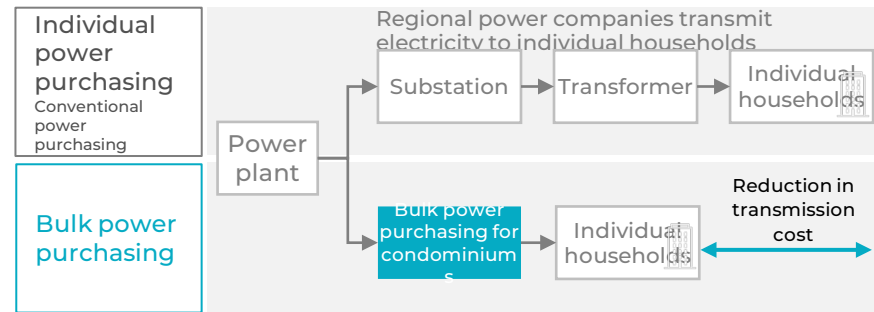 Individual
power
purchasing
Conventional
power
purchasing
Regional power companies transmit
electricity to individual households
Substation
Transformer
Individual
households
Power
plant
Bulk power
purchasing
Bulk power
purchasing for
condominium
s
Individual
households
Reduction in
transmission
cost